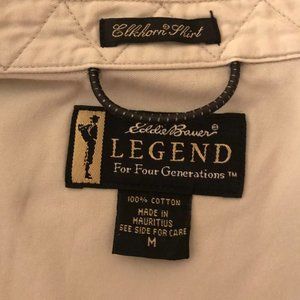 Elkhorn® Shirt
Eddie Bauer®
LEGEND
For Four Generations™
100% COTTON
MADE IN
MAURITIUS
SEE SIDE FOR CARE
M